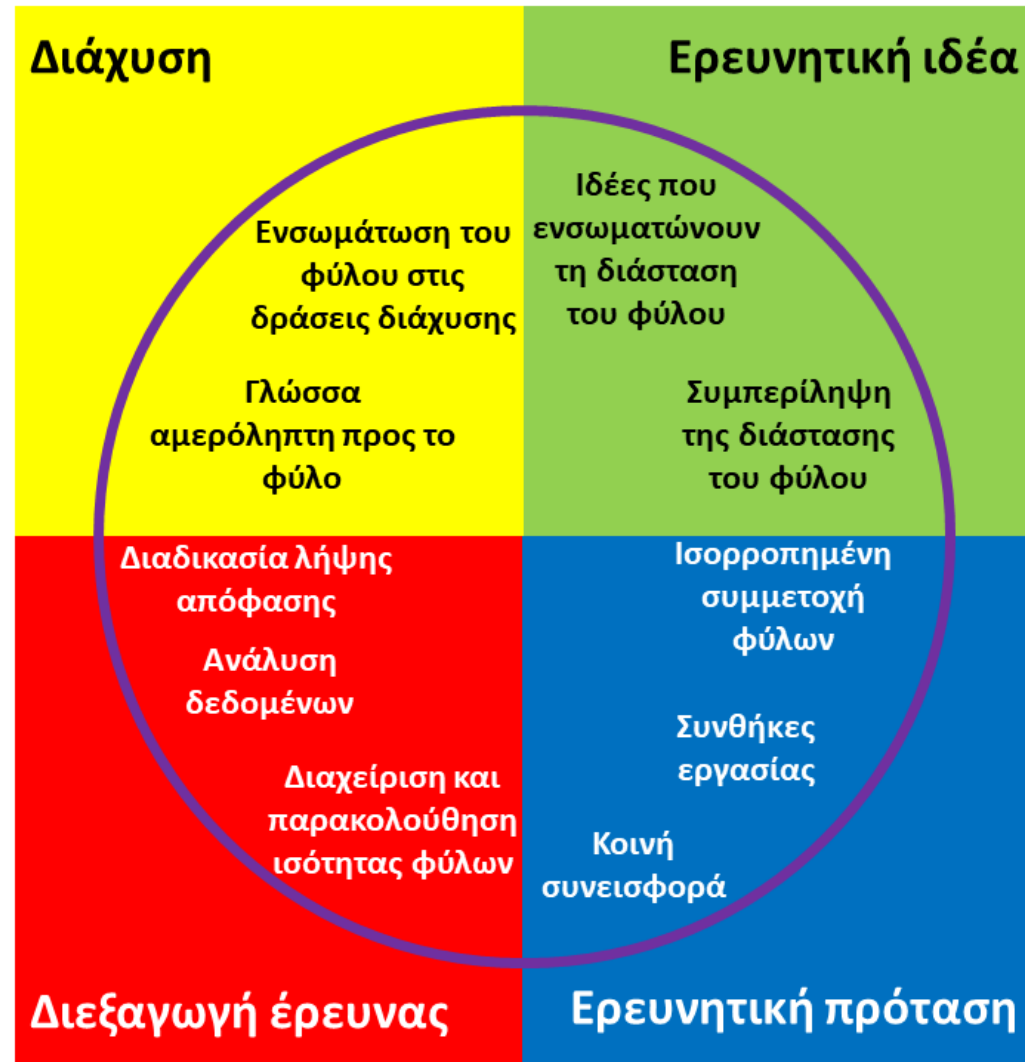 Διάχυση
Ενσωμάτωση του
φύλου στις
δράσεις διάχυσης
Γλώσσα
αμερόληπτη προς το
φύλο
Ερευνητική ιδέα
Ιδέες που
ενσωματώνουν
τη διάσταση
του φύλου
Συμπερίληψη
της διάστασης
του φύλου
Διαδικασία λήψης
απόφασης
Ανάλυση
δεδομένων
Διαχείριση και
παρακολούθηση
ισότητας φύλων
Διεξαγωγή έρευνας
Ισορροπημένη
συμμετοχή
φύλων
Συνθήκες
εργασίας
Κοινή
συνεισφορά
Ερευνητική πρόταση